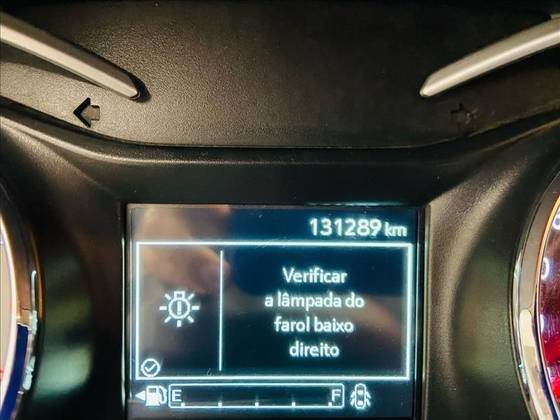 131289 km
Verificar
a lâmpada do
farol baixo
direito
E F